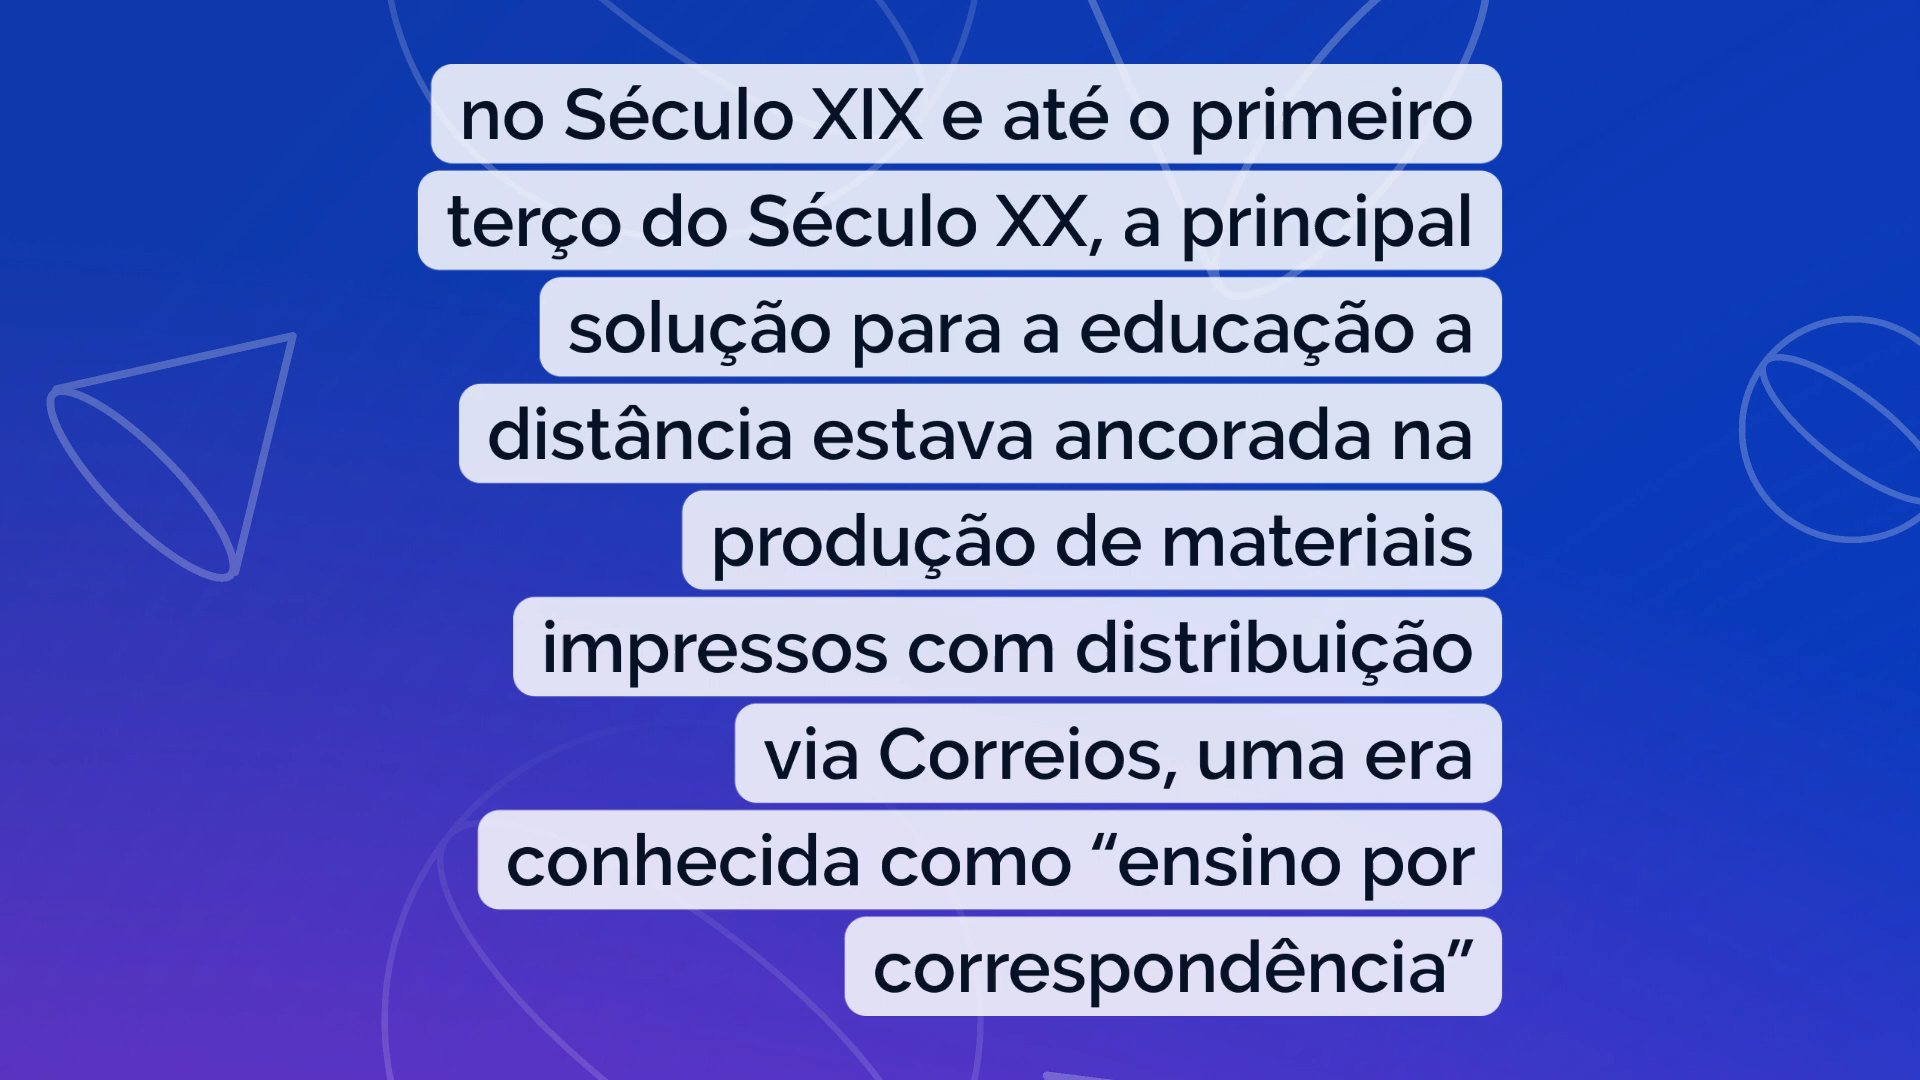 no Século XIX e até o primeiro
terço do Século XX, a principal
solução para a educação a
distância estava ancorada na
produção de materiais
impressos com distribuição
via Correios, uma era
conhecida como “ensino por
correspondência”